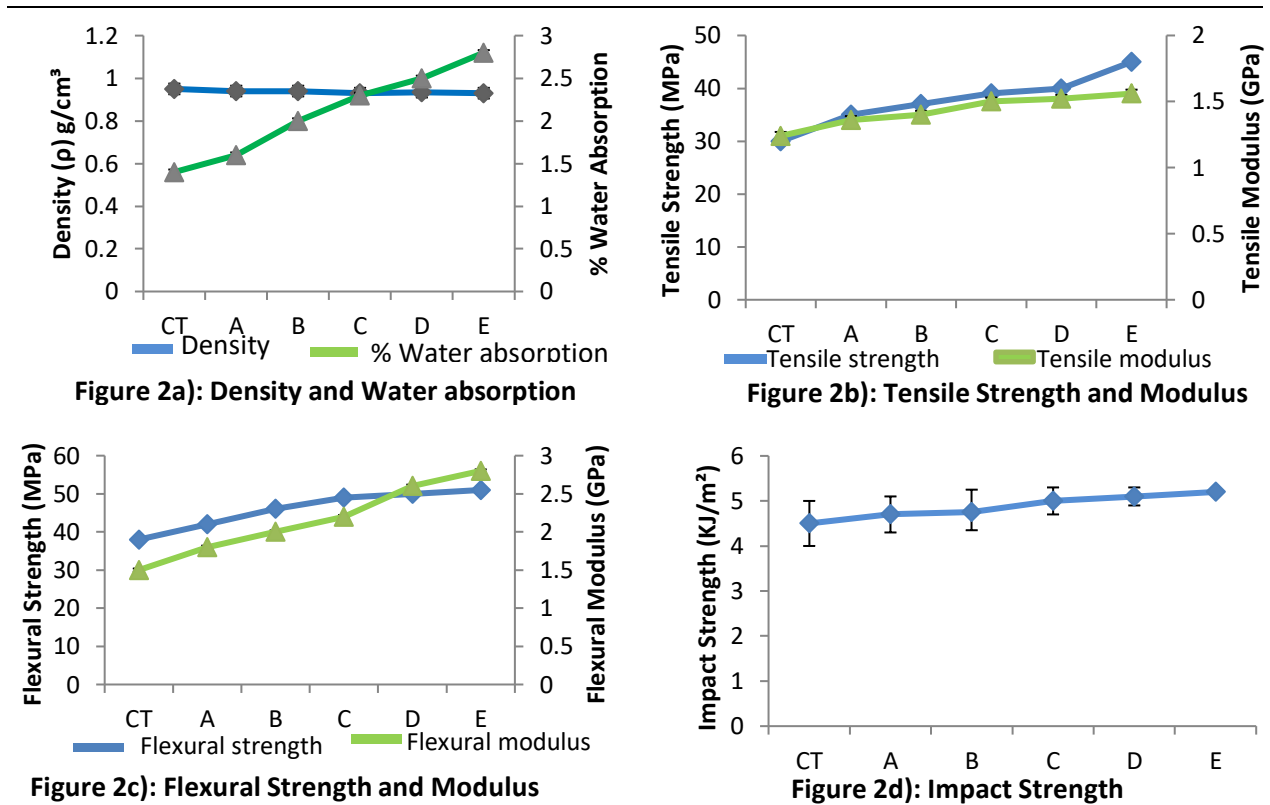 Density (ρ) g/cm³
1.2
1
0.8
0.6
0.4
0.2
0
3
2.5
2
1.5
1
0.5
0
% Water Absorption
CT A B C D E
Density % Water absorption
Figure 2a): Density and Water absorption
Tensile Strength (MPa)
50
40
30
20
10
0
2
1.5
1
0.5
0
Tensile Modulus (GPa)
CT A B C D E
Tensile strength Tensile modulus
Figure 2b): Tensile Strength and Modulus
Flexural Strength (MPa)
60
50
40
30
20
10
0
3
2.5
2
1.5
1
0.5
0
Flexural Modulus (GPa)
CT A B C D E
Flexural strength Flexural modulus
Figure 2c): Flexural Strength and Modulus
Impact Strength (KJ/m²)
6
5
4
3
2
1
0
CT A B C D E
Figure 2d): Impact Strength